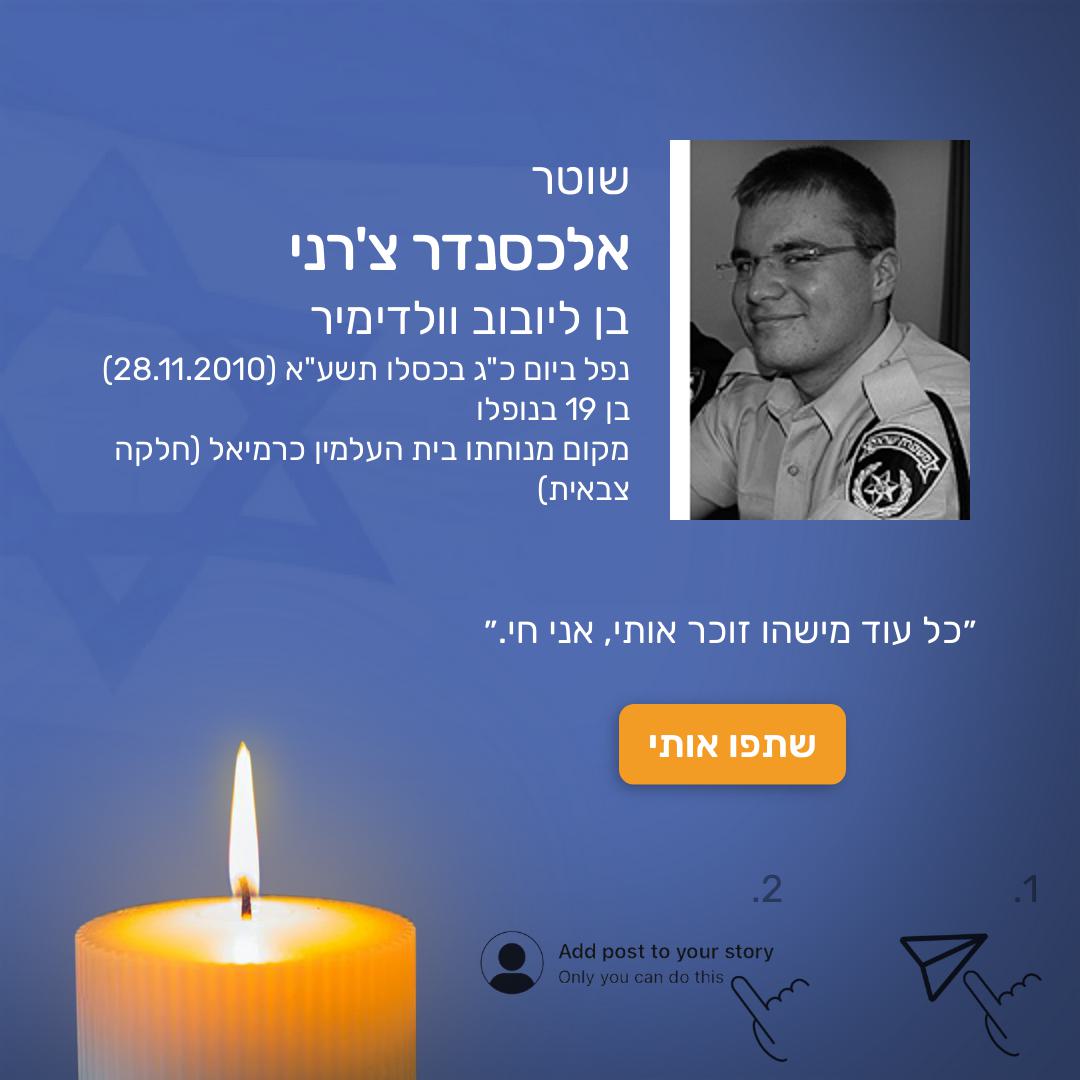 שוטר
אלכסנדר צ'רני
בן ליובוב וולדימיר
נפל ביום כ"ג בכסלו תשע"א (28.11.2010)
בן 19 בנופלו
מקום מנוחתו בית העלמין כרמיאל (חלקה
צבאית)
משטרת ישראל
״כל עוד מישהו זוכר אותי, אני חי.״
שתפו אותי
1.
2.
Add post to your story
Only you can do this